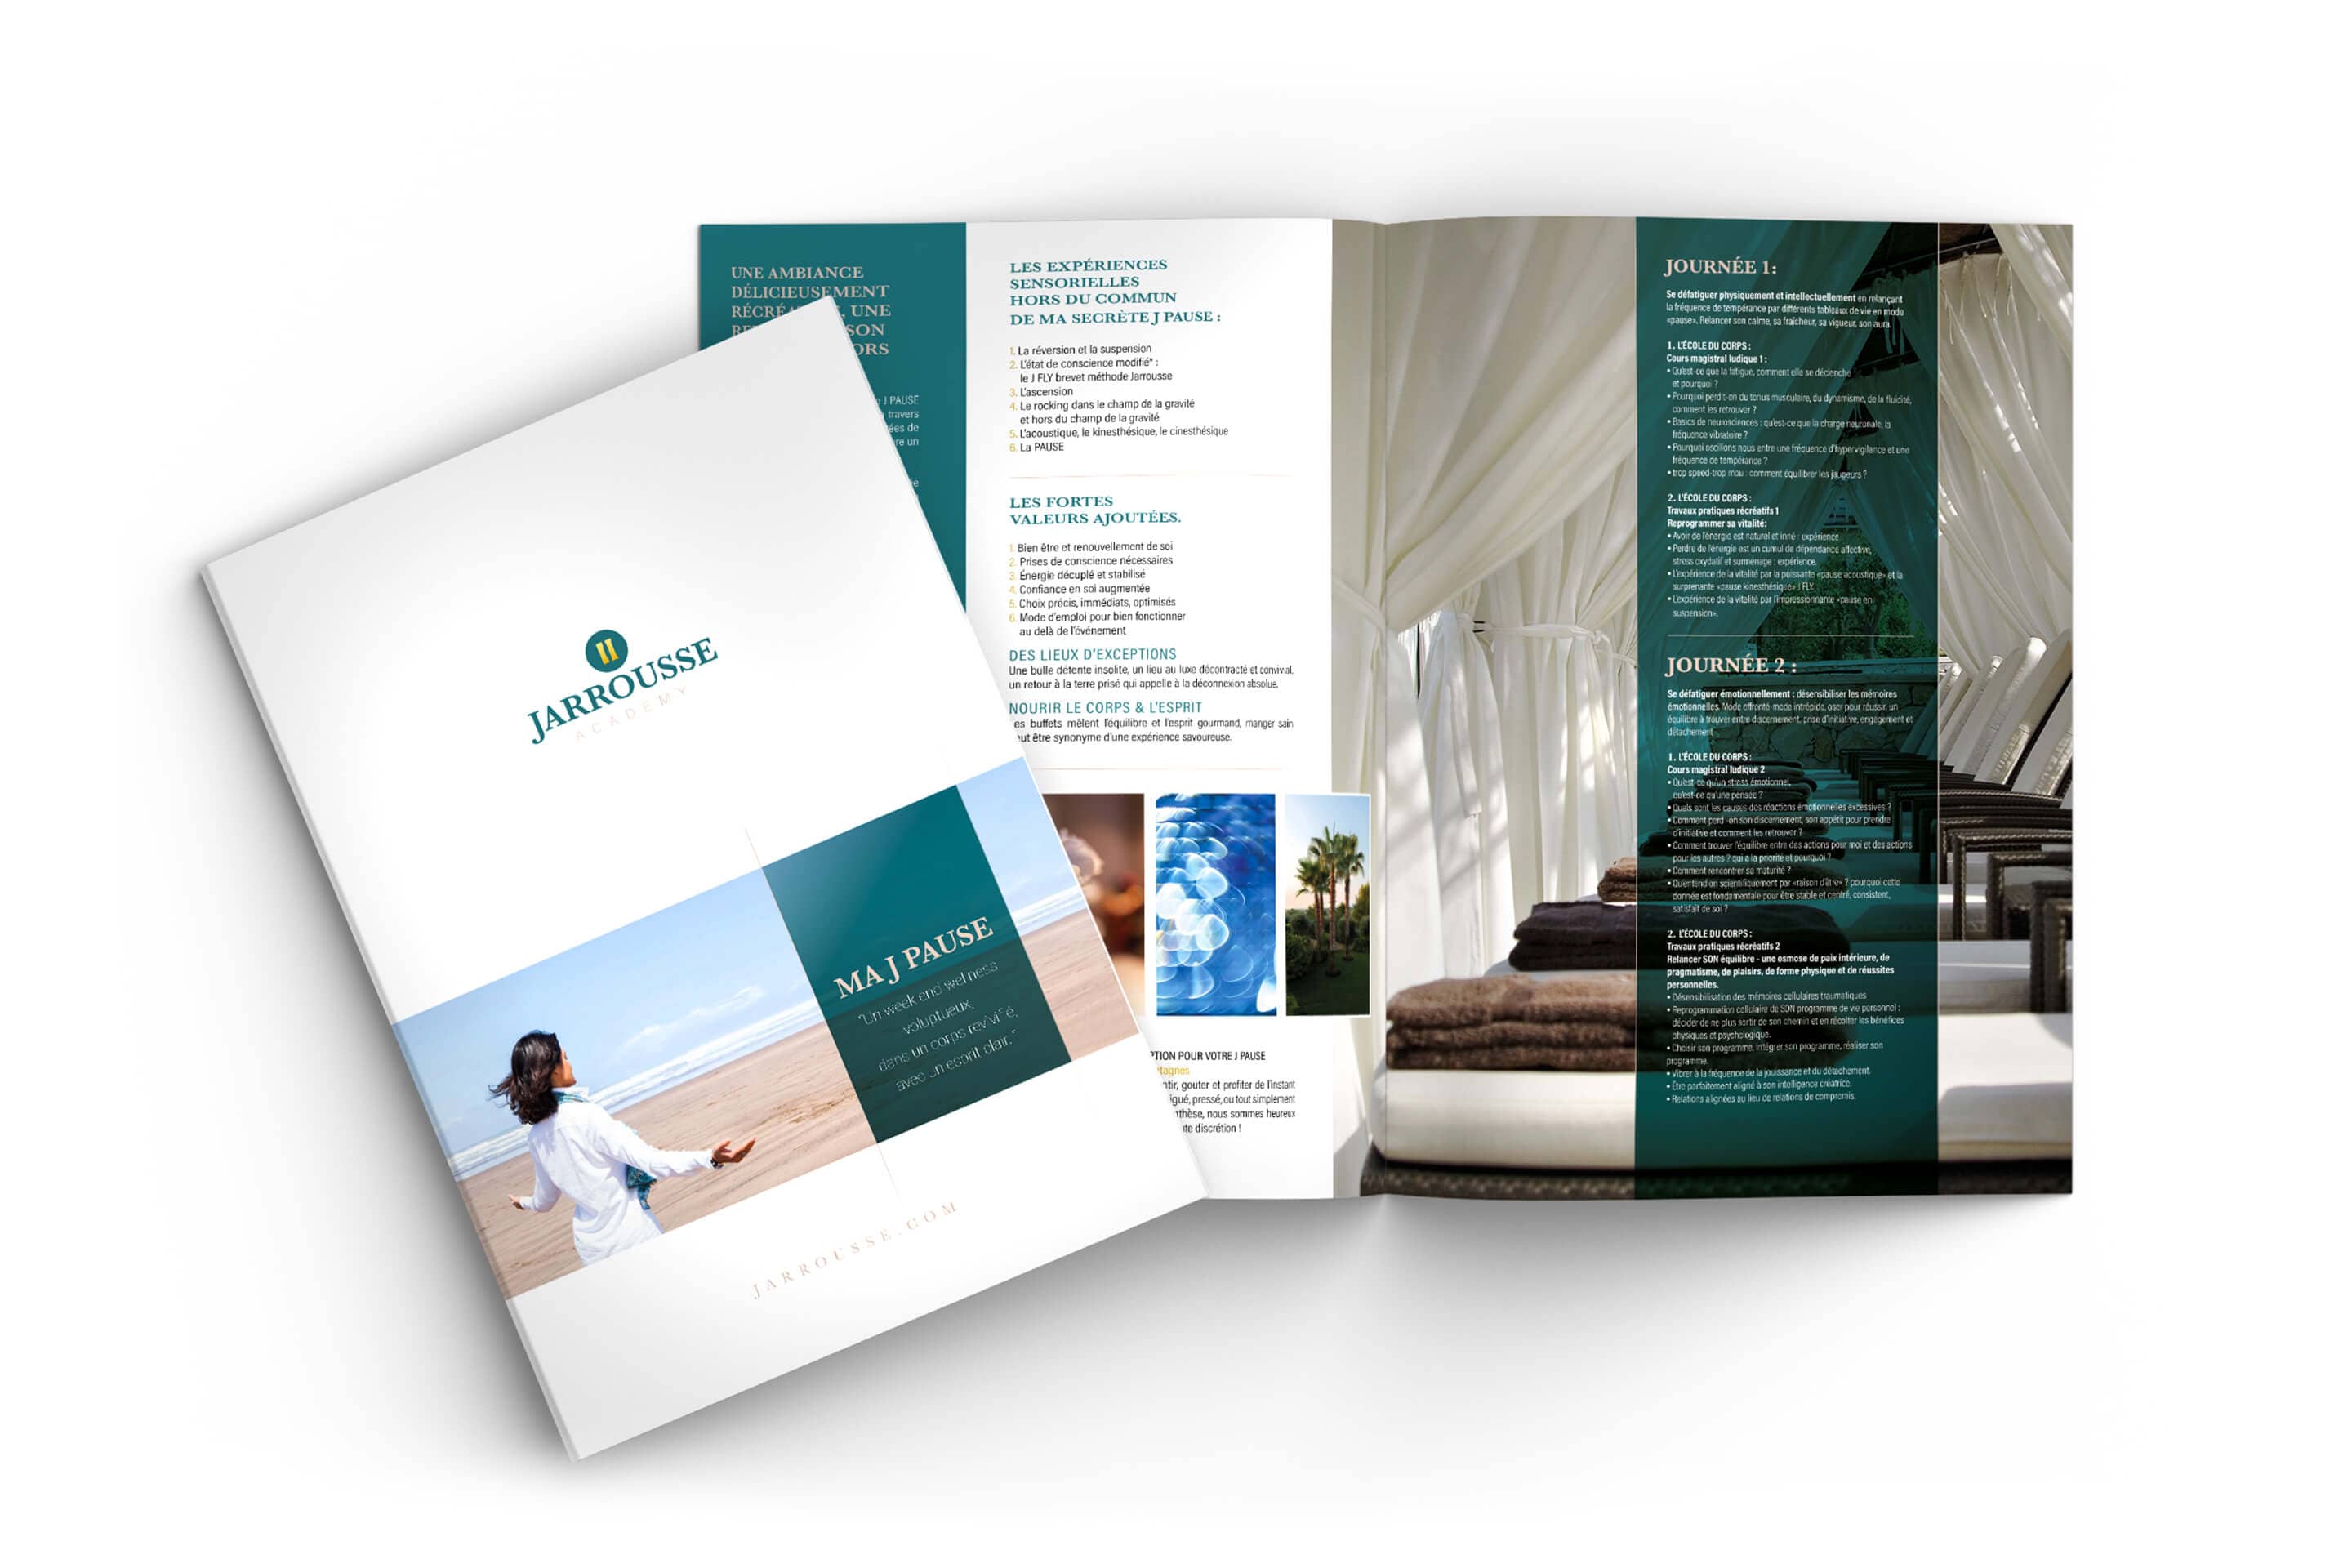 JARROUSSE
ACADEMY
MA J PAUSE
"Un week end wellness
voluptueux,
dans un corps revivifié,
avec un esprit clair."
JARROUSSE.COM
UNE AMBIANCE
DÉLICIEUSEMENT
UNE
SON
J PAUSE
travers
de
un
LES EXPÉRIENCES
SENSORIELLES
HORS DU COMMUN
DE MA SECRÈTE J PAUSE :
1. La réversion et la suspension
2. L'état de conscience modifié* :
le J FLY brevet méthode Jarrousse
3. L'ascension
4. Le rocking dans le champ de la gravité
et hors du champ de la gravité
5. L'acoustique, le kinesthésique, le cinesthésique
6. La PAUSE
LES FORTES
VALEURS AJOUTÉES.
1. Bien être et renouvellement de soi
2. Prises de conscience nécessaires
3. Énergie décuplé et stabilisé
4. Confiance en soi augmentée
5. Choix précis, immédiats, optimisés
6. Mode d'emploi pour bien fonctionner
au delà de l'événement
DES LIEUX D'EXCEPTIONS
Une bulle détente insolite, un lieu au luxe décontracté et convival,
un retour à la terre prisé qui appelle à la déconnexion absolue.
NOURIR LE CORPS & L'ESPRIT
es buffets mêlent l'équilibre et l'esprit gourmand, manger sain
ut être synonyme d'une expérience savoureuse.
PTION POUR VOTRE J PAUSE
tagnes
ntir, gouter et profiter de l'instant
igué, pressé, ou tout simplement
nthèse, nous sommes heureux
te discrétion !
JOURNÉE 1:
Se défatiguer physiquement et intellectuellement en relançant
la fréquence de tempérance par différents tableaux de vie en mode
«pause». Relancer son calme, sa fraîcheur, sa vigueur, son aura.
1. L'ÉCOLE DU CORPS :
Cours magistral ludique 1 :
• Qu'est-ce que la fatigue, comment elle se déclenche
et pourquoi ?
• Pourquoi perd t-on du tonus musculaire, du dynamisme, de la fluidité,
comment les retrouver ?
• Basics de neurosciences : qu'est-ce que la charge neuronale, la
fréquence vibratoire ?
• Pourquoi oscillons nous entre une fréquence d'hypervigilance et une
fréquence de tempérance ?
• trop speed-trop mou : comment équilibrer les jaugeurs ?
2. L'ÉCOLE DU CORPS :
Travaux pratiques récréatifs 1
Reprogrammer sa vitalité:
• Avoir de l'énergie est naturel et inné : expérience
• Perdre de l'énergie est un cumul de dépendance affective,
stress oxydatif et surmenage : expérience.
• L'expérience de la vitalité par la puissante «pause accoustique» et la
surprenante «pause kinesthésique» J FLY.
• L'expérience de la vitalité par l'impressionnante «pause en
suspension».
JOURNÉE 2 :
Se défatiguer émotionnellement : désensibiliser les mémoires
émotionnelles. Mode effronté-mode intrépide, oser pour réussir, un
équilibre à trouver entre discernement, prise d'initiative, engagement et
détachement
1. L'ÉCOLE DU CORPS :
Cours magistral ludique 2
• Qu'est-ce qu'un stress émotionnel,
qu'est-ce qu'une pensée ?
• Quels sont les causes des réactions émotionnelles excessives ?
• Comment perd -on son discernement, son appétit pour prendre
d'initiative et comment les retrouver ?
• Comment trouver l'équilibre entre des actions pour moi et des actions
pour les autres ? qui a la priorité et pourquoi ?
• Comment rencontrer sa maturité ?
• Qu'entend on scientifiquement par «raison d'être» ? pourquoi cette
donnée est fondamentale pour être stable et centré, consistent,
satisfait de soi ?
2. L'ÉCOLE DU CORPS :
Travaux pratiques récréatifs 2
Relancer SON équilibre - une osmose de paix intérieure, de
pragmatisme, de plaisirs, de forme physique et de réussites
personnelles.
• Désensibilisation des mémoires cellulaires traumatiques
• Reprogrammation cellulaire de SON programme de vie personnel :
décider de ne plus sortir de son chemin et en récolter les bénéfices
physiques et psychologique.
• Choisir son programme, intégrer son programme, réaliser son
programme.
• Vibrer à la fréquence de la jouissance et du détachement.
• Être parfaitement aligné à son intelligence créatrice.
• Relations alignées au lieu de relations de compromis.